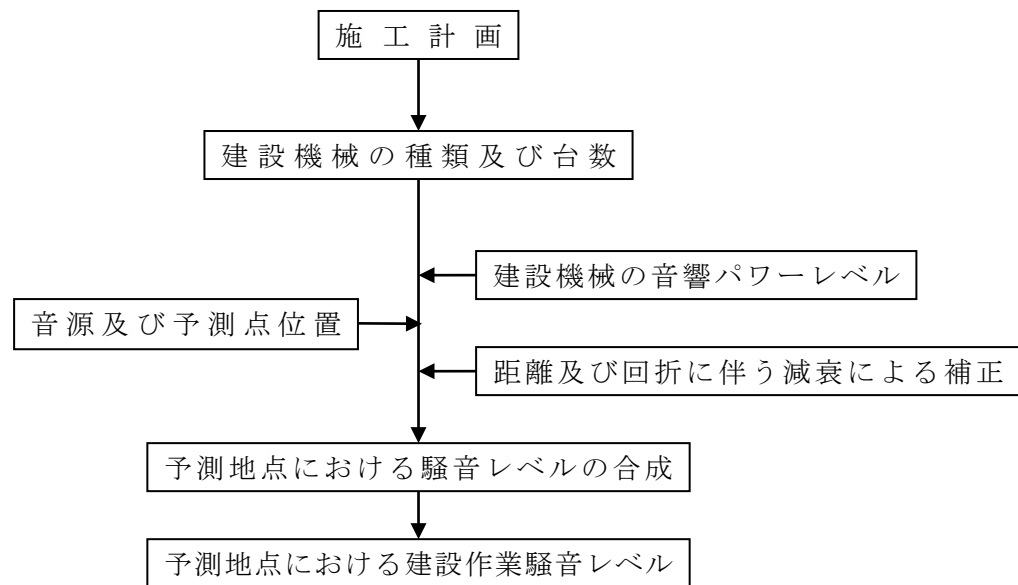 施工計画
建設機械の種類及び台数
建設機械の音響パワーレベル
音源及び予測点位置
距離及び回折に伴う減衰による補正
予測地点における騒音レベルの合成
予測地点における建設作業騒音レベル